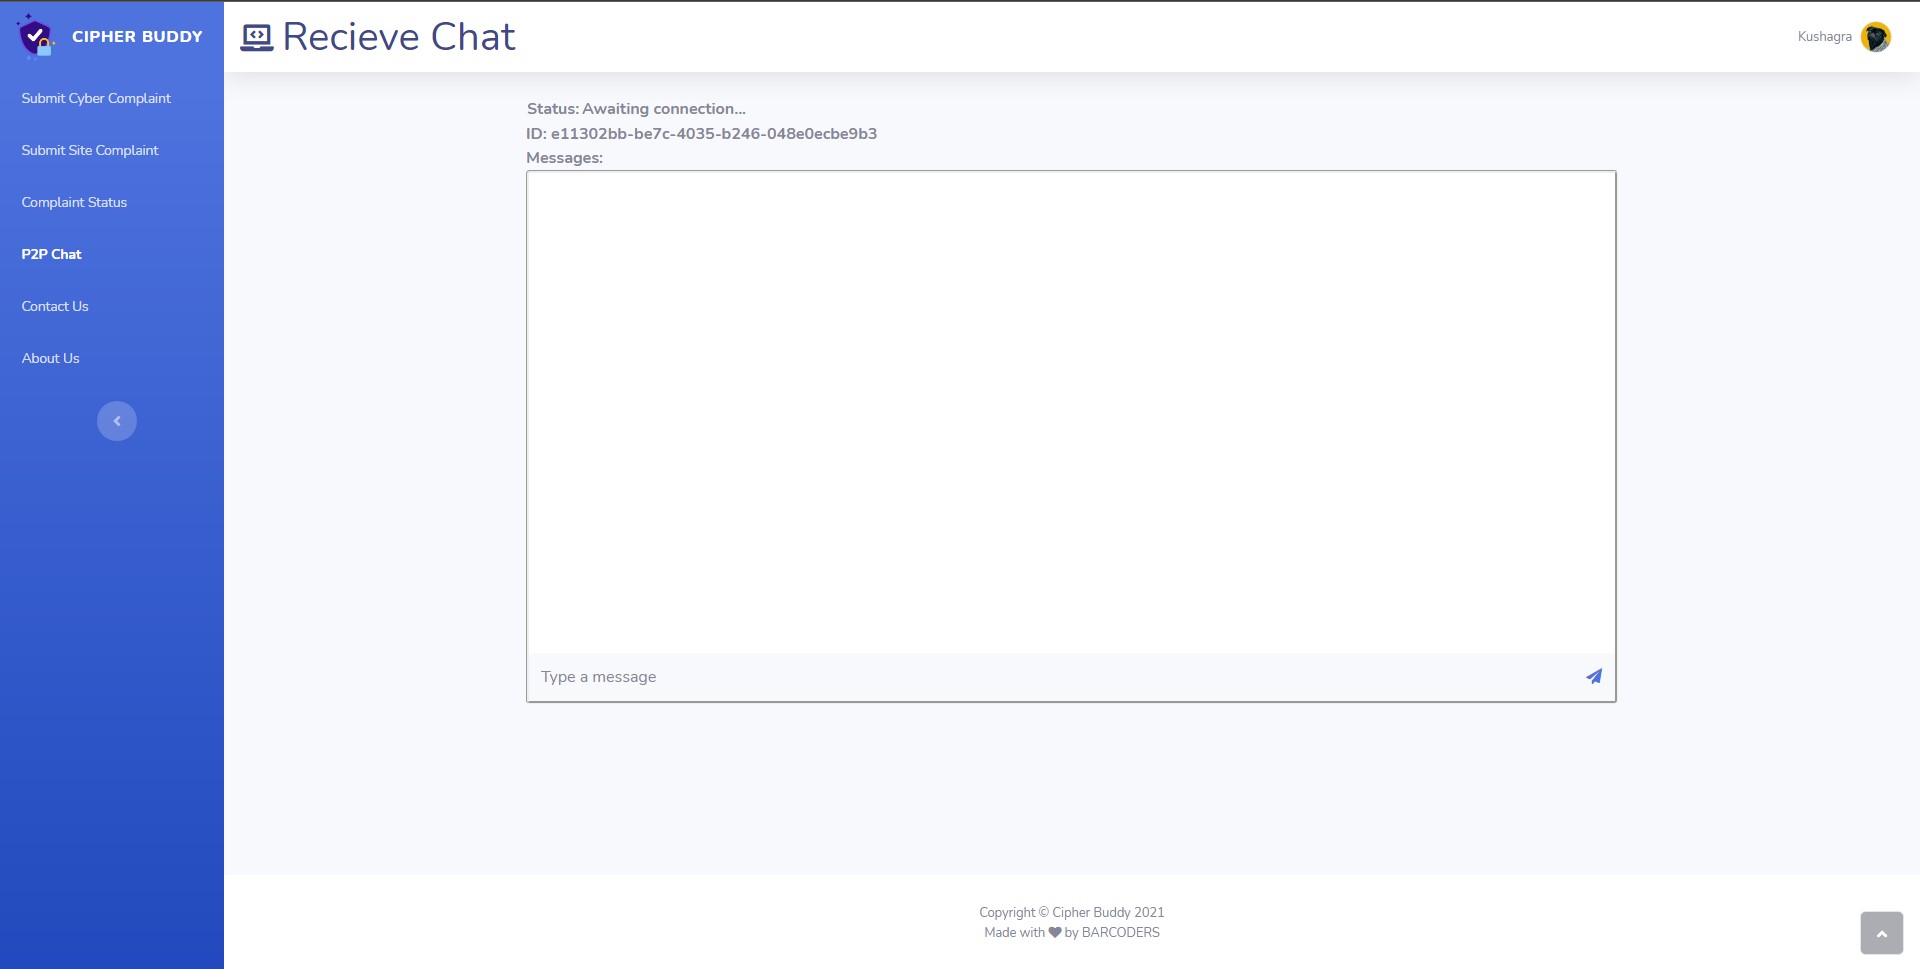 CIPHER BUDDY
Submit Cyber Complaint
Submit Site Complaint
Complaint Status
P2P Chat
Contact Us
About Us
Recieve Chat
Kushagra
Status: Awaiting connection...
ID: e11302bb-be7c-4035-b246-048e0ecbe9b3
Messages:
Type a message
Copyright © Cipher Buddy 2021
Made with ❤ by BARCODERS